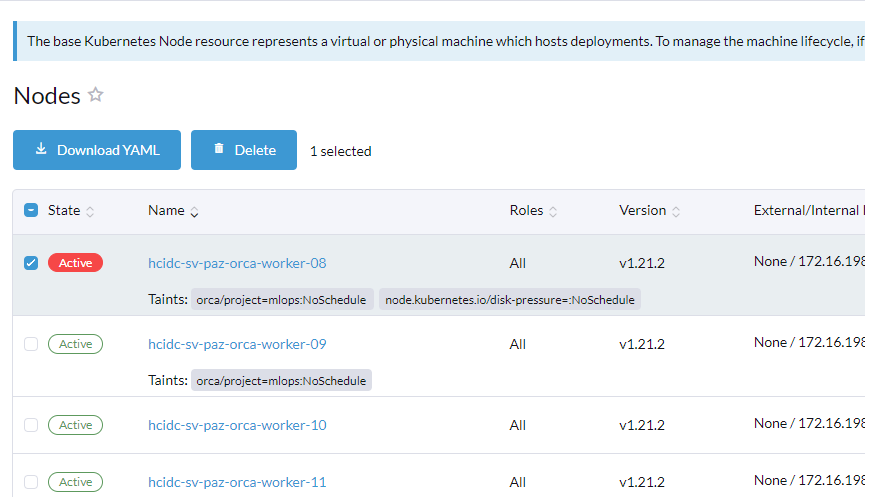 The base Kubernetes Node resource represents a virtual or physical machine which hosts deployments. To manage the machine lifecycle, if
Nodes
Download YAML Delete 1 selected
State Name Roles Version External/Internal I
Active hcidc-sv-paz-orca-worker-08 All v1.21.2 None / 172.16.198
Taints: orca/project=mlops:NoSchedule node.kubernetes.io/disk-pressure=:NoSchedule
Active hcidc-sv-paz-orca-worker-09 All v1.21.2 None / 172.16.198
Taints: orca/project=mlops:NoSchedule
Active hcidc-sv-paz-orca-worker-10 All v1.21.2 None / 172.16.198
Active hcidc-sv-paz-orca-worker-11 All v1.21.2 None / 172.16.198